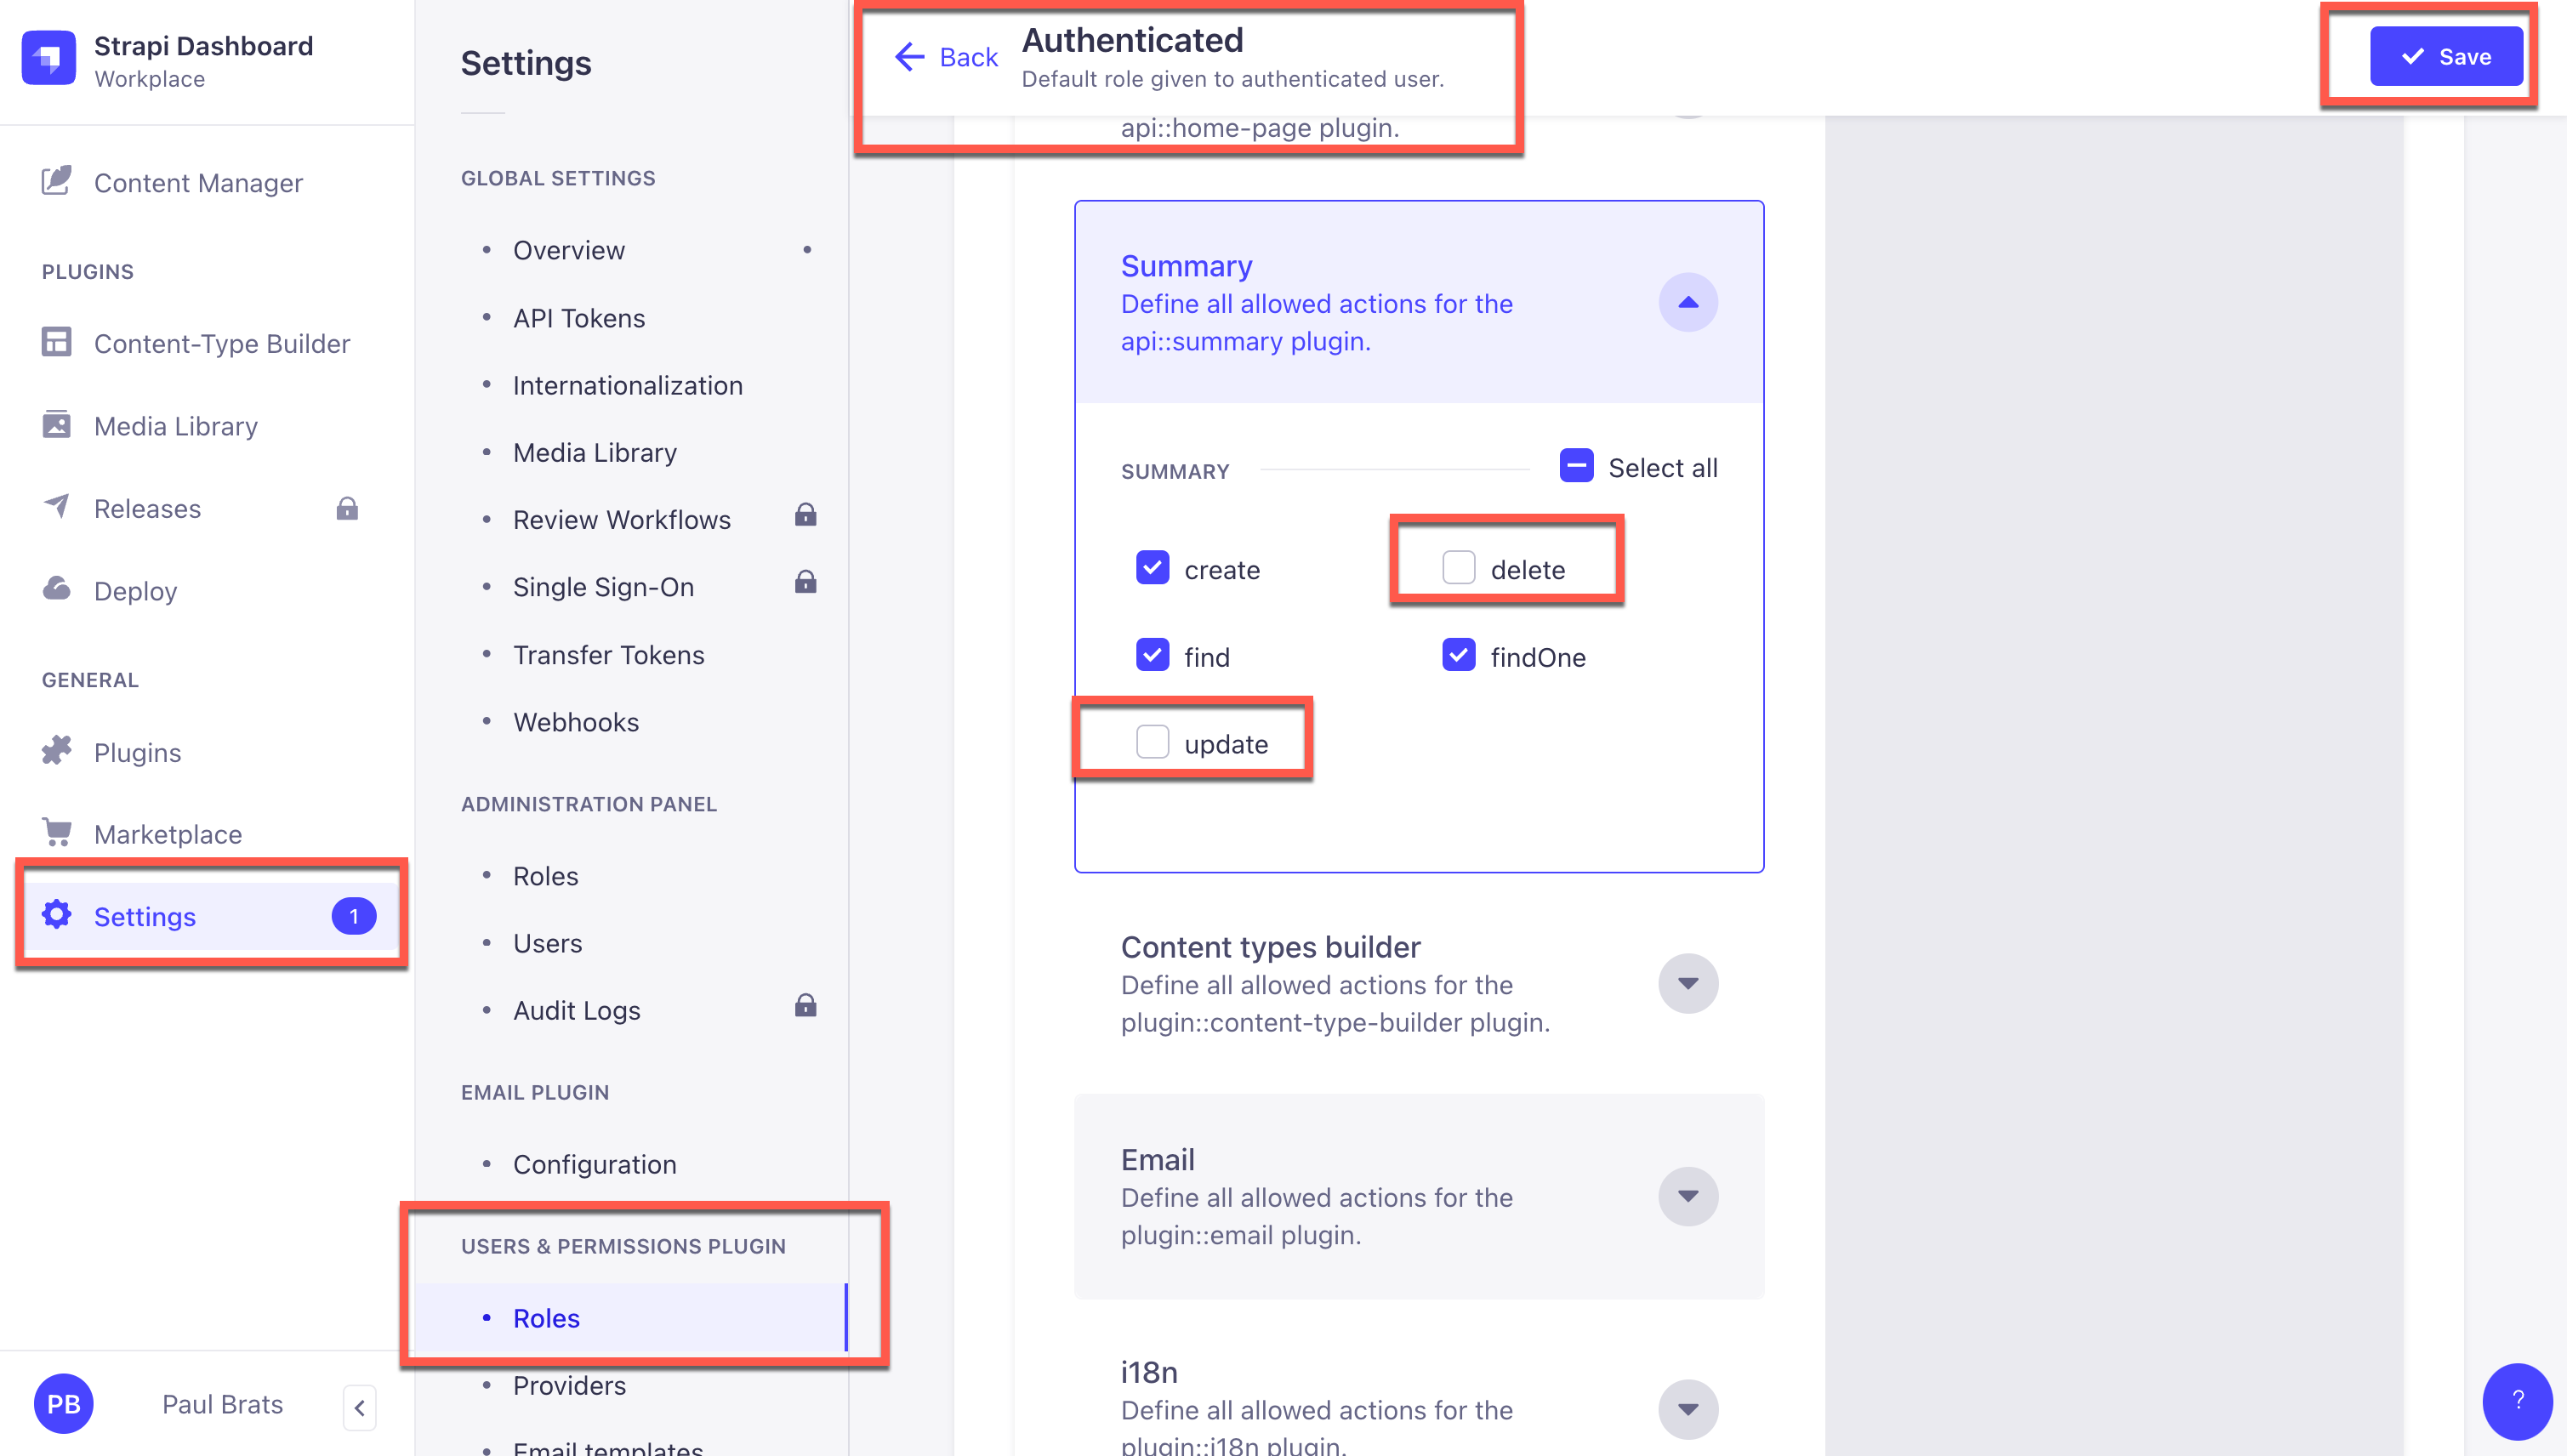 Strapi Dashboard
Workplace
Content Manager
PLUGINS
Content-Type Builder
Media Library
Releases
Deploy
GENERAL
Plugins
Marketplace
Settings 1
PB Paul Brats
Settings
GLOBAL SETTINGS
Overview
API Tokens
Internationalization
Media Library
Review Workflows
Single Sign-On
Transfer Tokens
Webhooks
ADMINISTRATION PANEL
Roles
Users
Audit Logs
EMAIL PLUGIN
Configuration
USERS & PERMISSIONS PLUGIN
Roles
Providers
Email templates
Back
Authenticated
Default role given to authenticated user.
Save
api::home-page plugin.
Summary
Define all allowed actions for the
api::summary plugin.
SUMMARY Select all
create delete
find findOne
update
Content types builder
Define all allowed actions for the
plugin::content-type-builder plugin.
Email
Define all allowed actions for the
plugin::email plugin.
i18n
Define all allowed actions for the
plugin::i18n plugin.
?